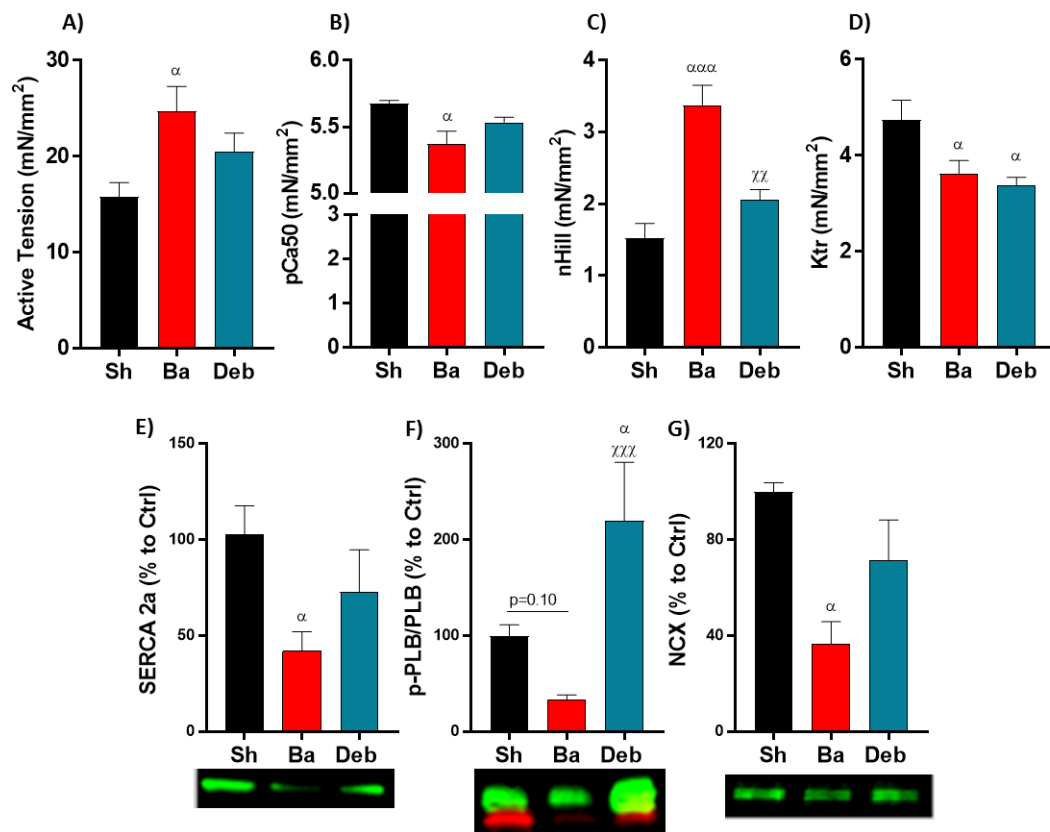 A)
Active Tension (mN/mm²)
30
20
10
0
α
Sh Ba Deb
B)
pCa50 (mN/mm²)
6.0
5.5
5.0
3
2
1
0
α
Sh Ba Deb
C)
nHill (mN/mm²)
4
3
2
1
0
ααα
χχ
Sh Ba Deb
D)
Ktr (mN/mm²)
6
4
2
0
α
α
Sh Ba Deb
E)
SERCA 2a (% to Ctrl)
150
100
50
0
α
Sh Ba Deb
F)
p-PLB/PLB (% to Ctrl)
300
200
100
0
p=0.10
α
χχχ
Sh Ba Deb
G)
NCX (% to Ctrl)
120
80
40
0
α
Sh Ba Deb